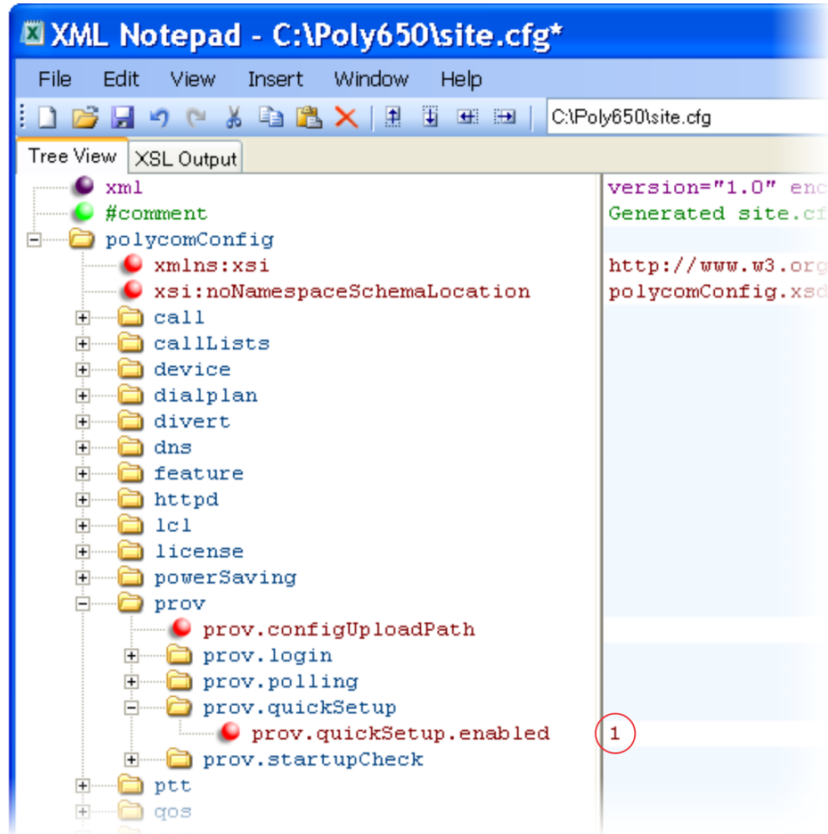 XML Notepad - C:\Poly650\site.cfg*
File Edit View Insert Window Help
C:\Poly650\site.cfg
Tree View XSL Output
xml version="1.0" enc
#comment Generated site.cf
polycomConfig
xmlns:xsi http://www.w3.org
xsi:noNamespaceSchemaLocation polycomConfig.xsd
call
callLists
device
dialplan
divert
dns
feature
httpd
lcl
license
powerSaving
prov
prov.configUploadPath
prov.login
prov.polling
prov.quickSetup
prov.quickSetup.enabled 1
prov.startupCheck
ptt
qos